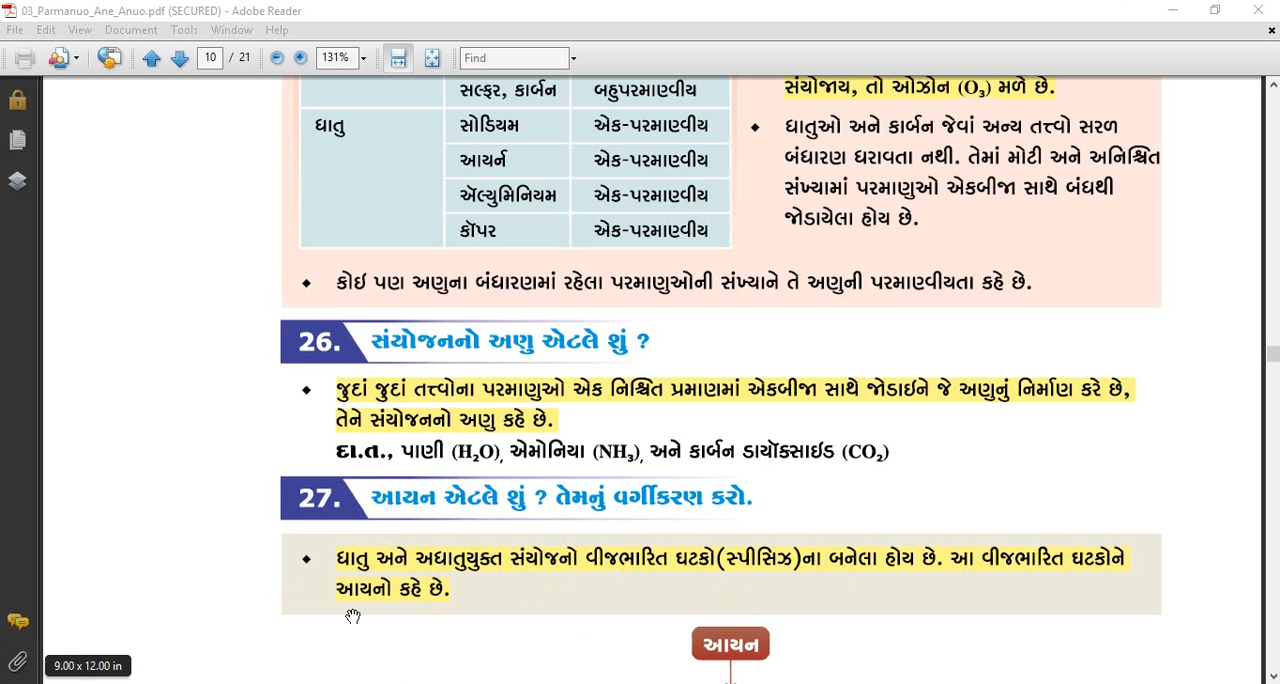 03_Parmanuo_Ane_Anuo.pdf (SECURED) - Adobe Reader
File Edit View Document Tools Window Help
10 / 21 131% Find
સલ્ફર, કાર્બન બહુપરમાણ્વીય
ધાતુ સોડિયમ એક-પરમાણ્વીય
આયર્ન એક-પરમાણ્વીય
ઍલ્યુમિનિયમ એક-પરમાણ્વીય
કૉપર એક-પરમાણ્વીય
સંયોજાય, તો ઓઝોન (O₃) મળે છે.
♦ ધાતુઓ અને કાર્બન જેવાં અન્ય તત્ત્વો સરળ
બંધારણ ધરાવતા નથી. તેમાં મોટી અને અનિશ્ચિત
સંખ્યામાં પરમાણુઓ એકબીજા સાથે બંધથી
જોડાયેલા હોય છે.
♦ કોઈ પણ અણુના બંધારણમાં રહેલા પરમાણુઓની સંખ્યાને તે અણુની પરમાણ્વીયતા કહે છે.
26. સંયોજનનો અણુ એટલે શું ?
♦ જુદાં જુદાં તત્ત્વોના પરમાણુઓ એક નિશ્ચિત પ્રમાણમાં એકબીજા સાથે જોડાઇને જે અણુનું નિર્માણ કરે છે,
તેને સંયોજનનો અણુ કહે છે.
દા.ત., પાણી (H₂O), એમોનિયા (NH₃), અને કાર્બન ડાયૉક્સાઇડ (CO₂)
27. આયન એટલે શું ? તેમનું વર્ગીકરણ કરો.
♦ ધાતુ અને અધાતુયુક્ત સંયોજનો વીજભારિત ઘટકો(સ્પીસિઝ)ના બનેલા હોય છે. આ વીજભારિત ઘટકોને
આયનો કહે છે.
આયન
9.00 x 12.00 in